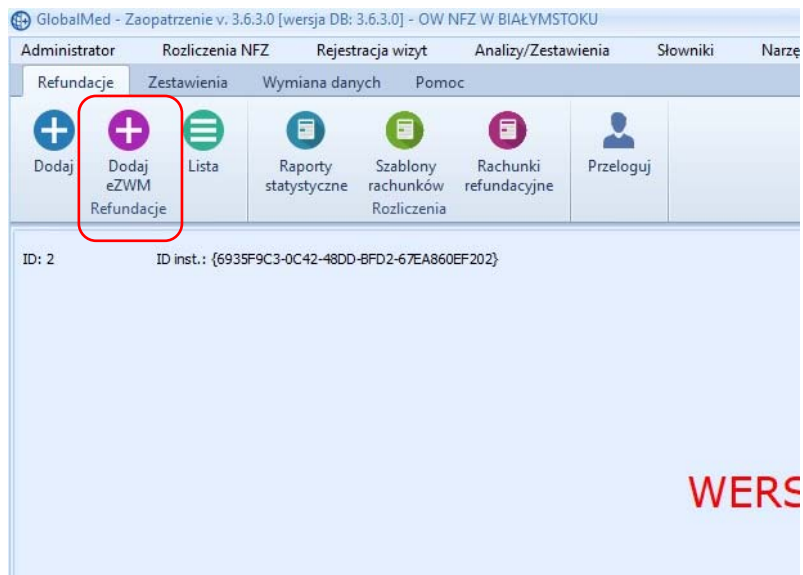 GlobalMed - Zaopatrzenie v. 3.6.3.0 [wersja DB: 3.6.3.0] - OW NFZ W BIAŁYMSTOKU
Administrator Rozliczenia NFZ Rejestracja wizyt Analizy/Zestawienia Słowniki Narzę
Refundacje Zestawienia Wymiana danych Pomoc
Dodaj Dodaj Lista Raporty Szablony Rachunki Przeloguj
eZWM statystyczne rachunków refundacyjne
Refundacje Rozliczenia
ID: 2 ID inst.: {6935F9C3-0C42-48DD-BFD2-67EA860EF202}
WERS